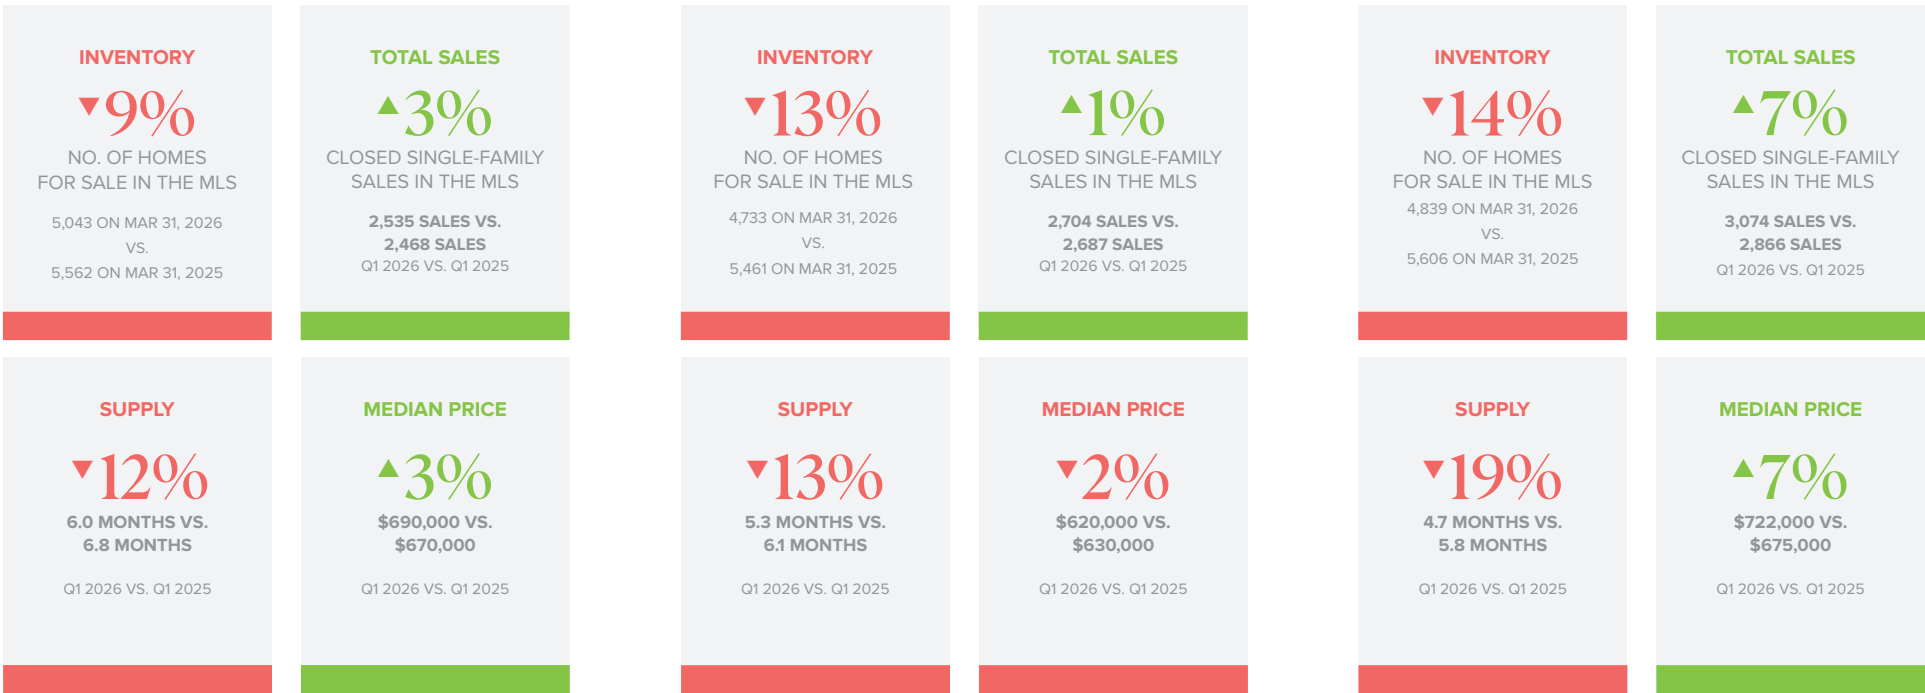 INVENTORY
▼9%
NO. OF HOMES
FOR SALE IN THE MLS
5,043 ON MAR 31, 2026
VS.
5,562 ON MAR 31, 2025
TOTAL SALES
▲3%
CLOSED SINGLE-FAMILY
SALES IN THE MLS
2,535 SALES VS.
2,468 SALES
Q1 2026 VS. Q1 2025
SUPPLY
▼12%
6.0 MONTHS VS.
6.8 MONTHS
Q1 2026 VS. Q1 2025
MEDIAN PRICE
▲3%
$690,000 VS.
$670,000
Q1 2026 VS. Q1 2025
INVENTORY
▼13%
NO. OF HOMES
FOR SALE IN THE MLS
4,733 ON MAR 31, 2026
VS.
5,461 ON MAR 31, 2025
TOTAL SALES
▲1%
CLOSED SINGLE-FAMILY
SALES IN THE MLS
2,704 SALES VS.
2,687 SALES
Q1 2026 VS. Q1 2025
SUPPLY
▼13%
5.3 MONTHS VS.
6.1 MONTHS
Q1 2026 VS. Q1 2025
MEDIAN PRICE
▼2%
$620,000 VS.
$630,000
Q1 2026 VS. Q1 2025
INVENTORY
▼14%
NO. OF HOMES
FOR SALE IN THE MLS
4,839 ON MAR 31, 2026
VS.
5,606 ON MAR 31, 2025
TOTAL SALES
▲7%
CLOSED SINGLE-FAMILY
SALES IN THE MLS
3,074 SALES VS.
2,866 SALES
Q1 2026 VS. Q1 2025
SUPPLY
▼19%
4.7 MONTHS VS.
5.8 MONTHS
Q1 2026 VS. Q1 2025
MEDIAN PRICE
▲7%
$722,000 VS.
$675,000
Q1 2026 VS. Q1 2025